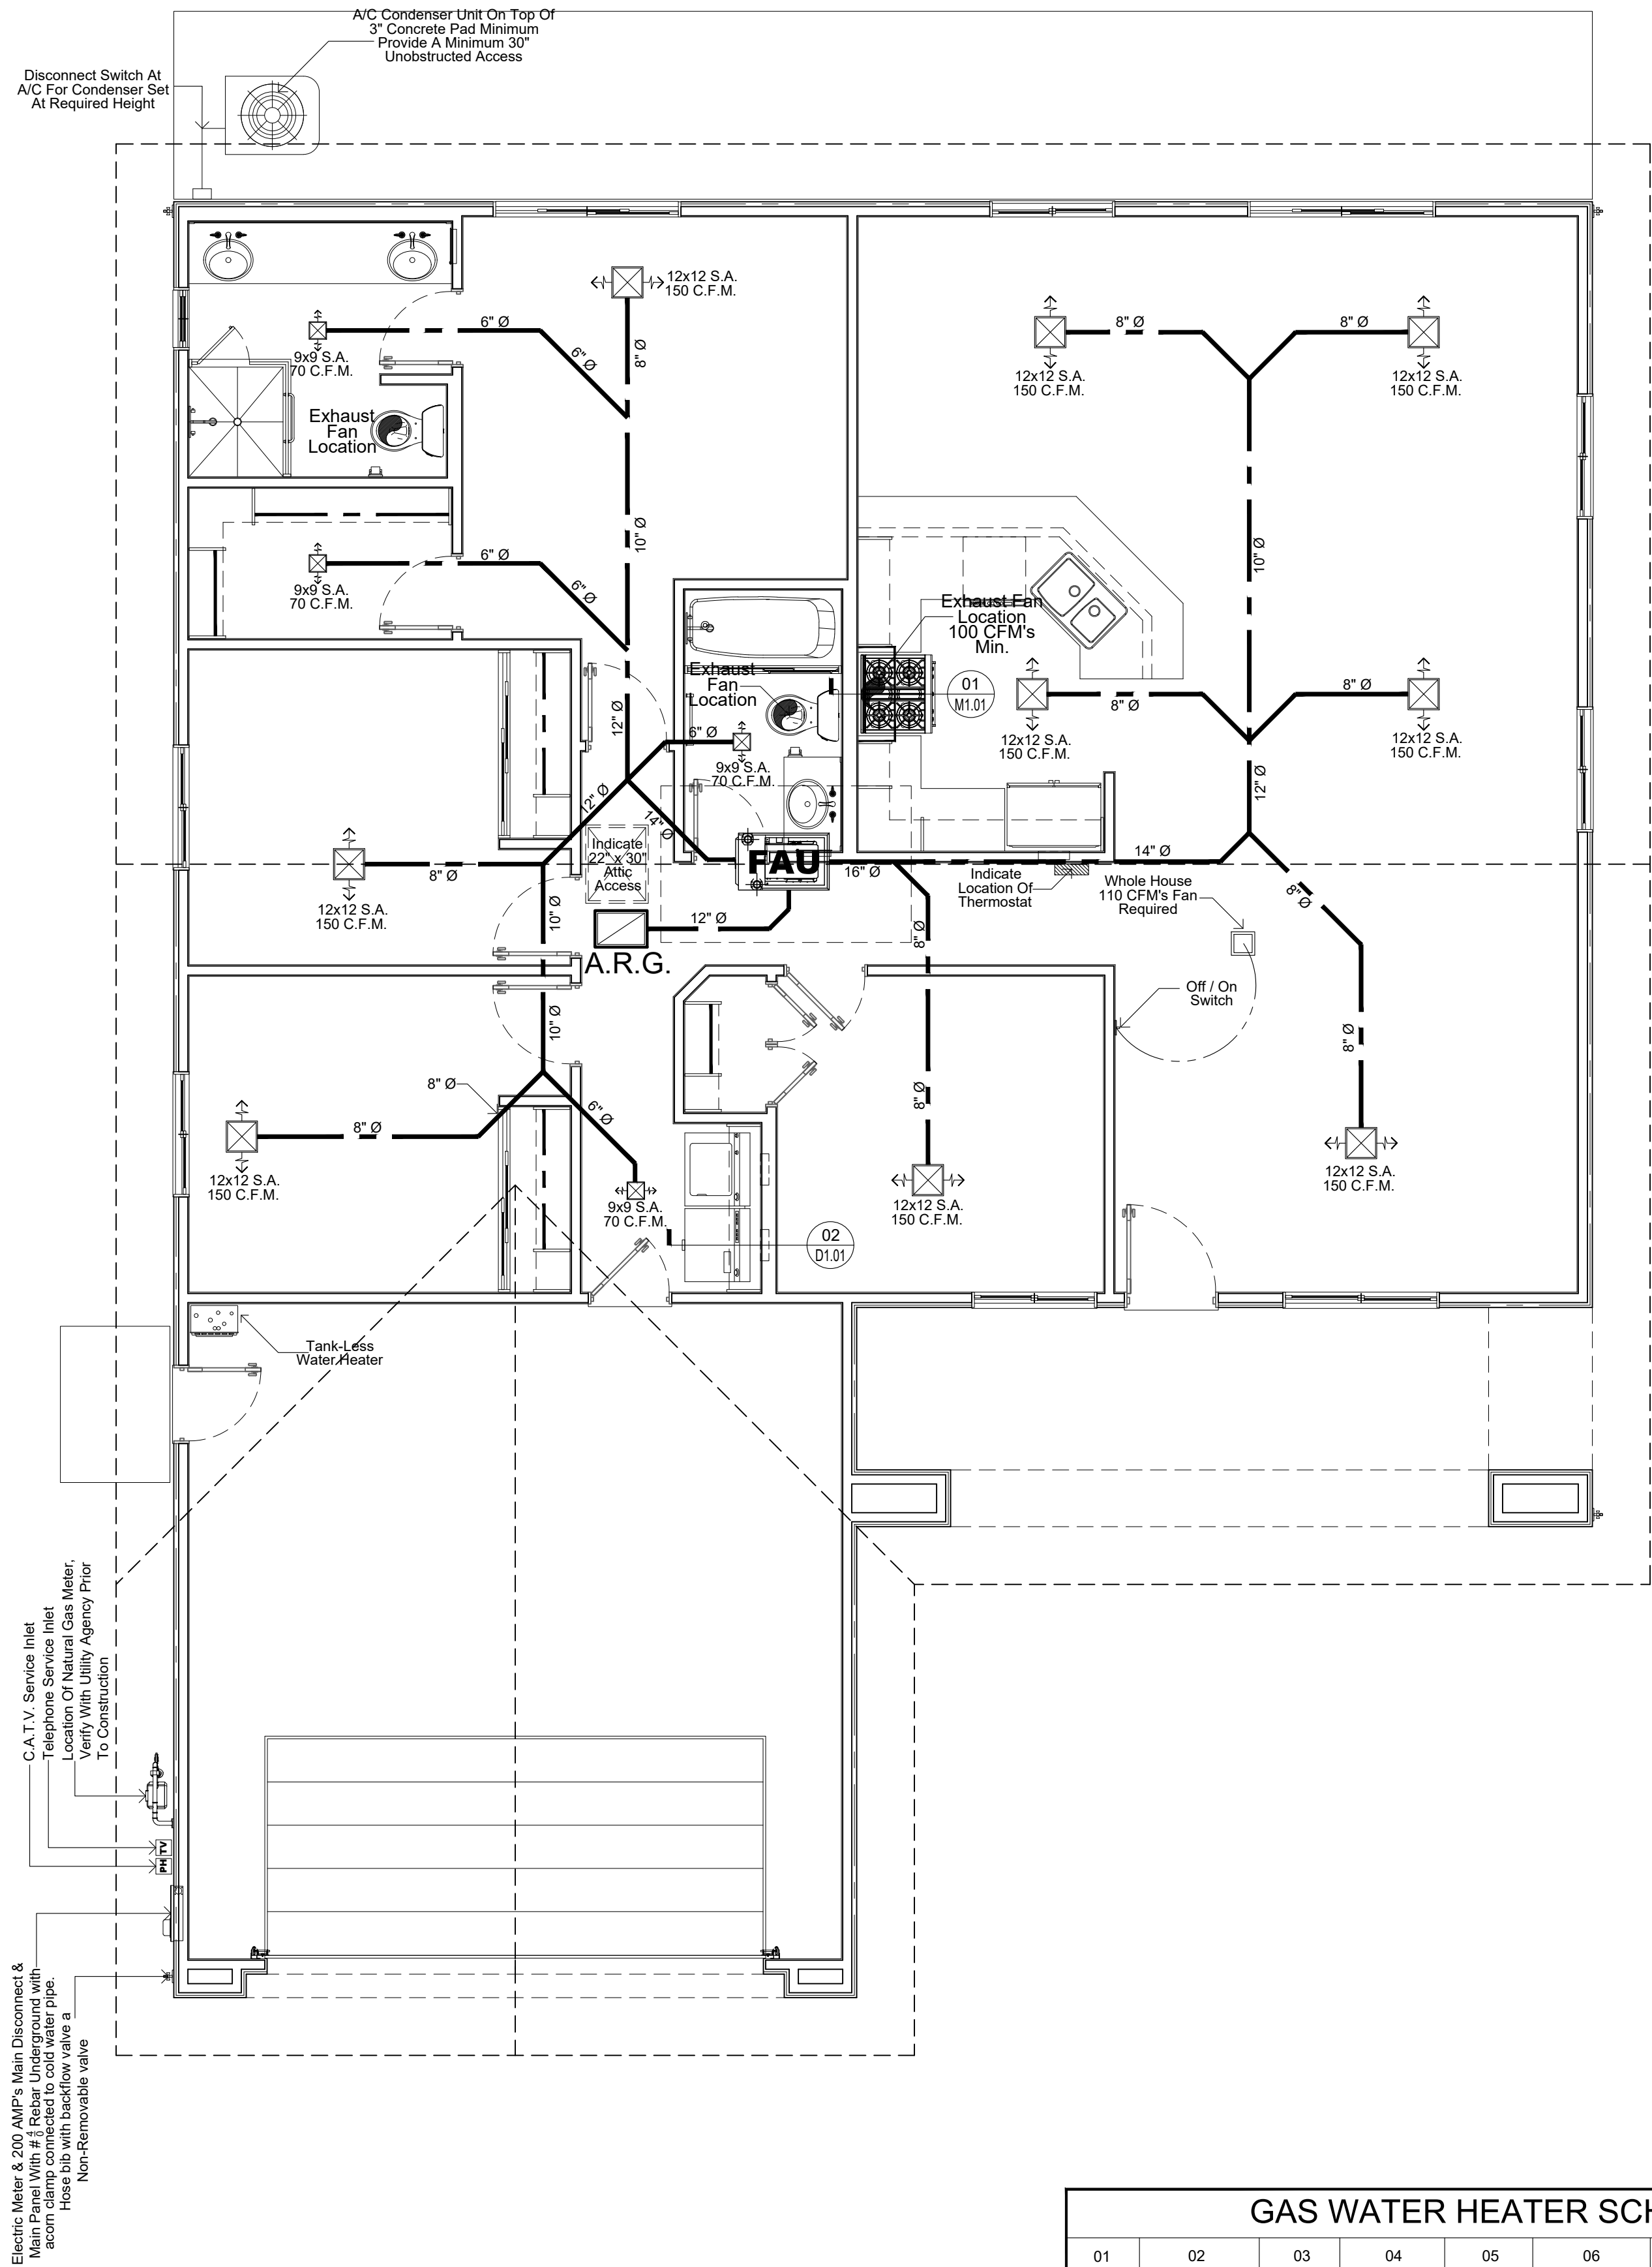 A/C Condenser Unit On Top Of
3" Concrete Pad Minimum
Provide A Minimum 30"
Unobstructed Access
Disconnect Switch At
A/C For Condenser Set
At Required Height
12x12 S.A.
150 C.F.M.
6" Ø
6" Ø
8" Ø
9x9 S.A.
70 C.F.M.
Exhaust
Fan
Location
8" Ø
8" Ø
12x12 S.A.
150 C.F.M.
12x12 S.A.
150 C.F.M.
10" Ø
10" Ø
6" Ø
6" Ø
9x9 S.A.
70 C.F.M.
Exhaust Fan
Location
100 CFM's
Min.
01
M1.01
Exhaust
Fan
Location
12" Ø
6" Ø
9x9 S.A.
70 C.F.M.
8" Ø
8" Ø
12x12 S.A.
150 C.F.M.
12x12 S.A.
150 C.F.M.
12" Ø
12" Ø
14" Ø
Indicate
22" x 30"
Attic
Access
FAU
16" Ø
14" Ø
Indicate
Location Of
Thermostat
Whole House
110 CFM's Fan
Required
8" Ø
8" Ø
12x12 S.A.
150 C.F.M.
10" Ø
12" Ø
A.R.G.
8" Ø
Off / On
Switch
10" Ø
8" Ø
8" Ø
8" Ø
8" Ø
6" Ø
12x12 S.A.
150 C.F.M.
9x9 S.A.
70 C.F.M.
12x12 S.A.
150 C.F.M.
12x12 S.A.
150 C.F.M.
02
D1.01
Tank-Less
Water Heater
C.A.T.V. Service Inlet
Telephone Service Inlet
Location Of Natural Gas Meter,
Verify With Utility Agency Prior
To Construction
TV
PH
Electric Meter & 200 AMP's Main Disconnect &
Main Panel With # 4/0 Rebar Underground with
acorn clamp connected to cold water pipe.
Hose bib with backflow valve a
Non-Removable valve
GAS WATER HEATER SCH
01 02 03 04 05 06